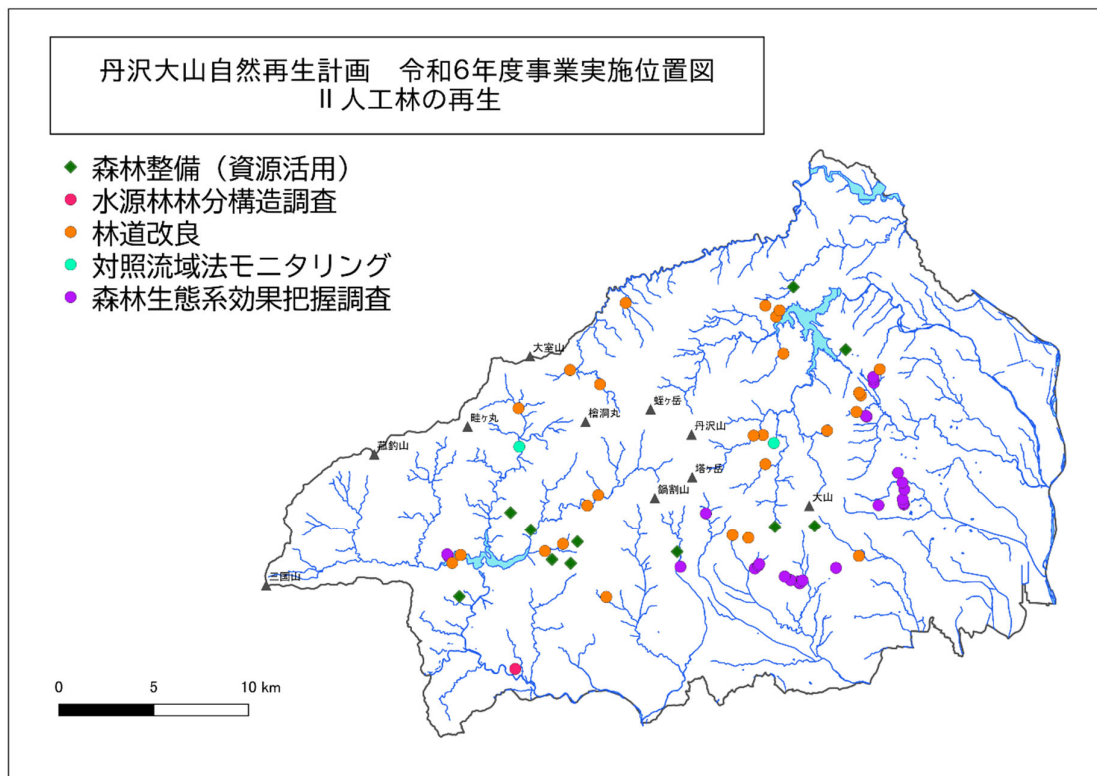 丹沢大山自然再生計画　令和6年度事業実施位置図
Ⅱ 人工林の再生
森林整備（資源活用）
水源林林分構造調査
林道改良
対照流域法モニタリング
森林生態系効果把握調査
大室山
畦ヶ丸
檜洞丸
蛭ヶ岳
丹沢山
菰釣山
塔ヶ岳
鍋割山
大山
三国山
0 5 10 km